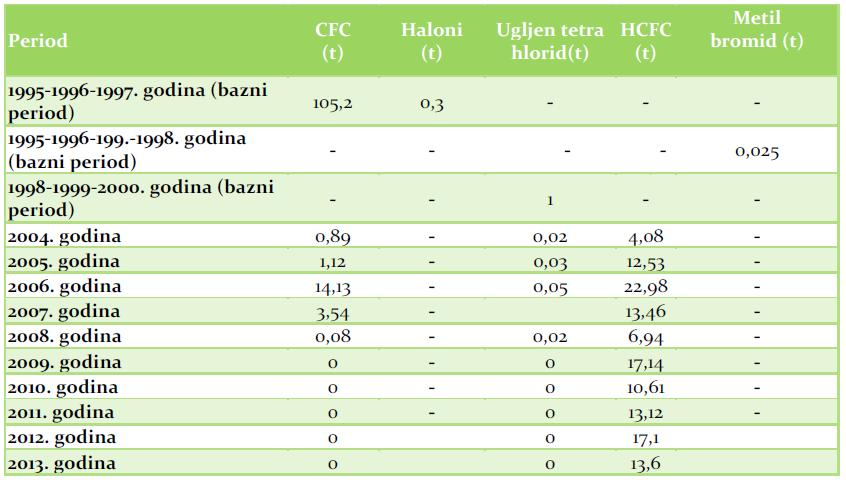 Period CFC (t) Haloni (t) Ugljen tetra hlorid(t) HCFC (t) Metil bromid (t)
1995-1996-1997. godina (bazni period) 105,2 0,3 - - -
1995-1996-199.-1998. godina (bazni period) - - - - 0,025
1998-1999-2000. godina (bazni period) - - 1 - -
2004. godina 0,89 - 0,02 4,08 -
2005. godina 1,12 - 0,03 12,53 -
2006. godina 14,13 - 0,05 22,98 -
2007. godina 3,54 - 13,46 -
2008. godina 0,08 - 0,02 6,94 -
2009. godina 0 - 0 17,14 -
2010. godina 0 - 0 10,61 -
2011. godina 0 - 0 13,12 -
2012. godina 0 0 17,1
2013. godina 0 0 13,6